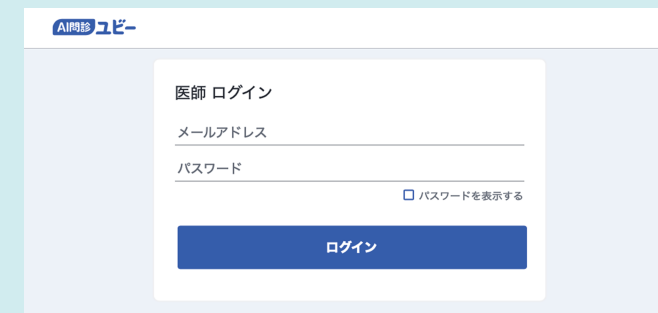 AI問診ユビー
医師 ログイン
メールアドレス
パスワード
パスワードを表示する
ログイン